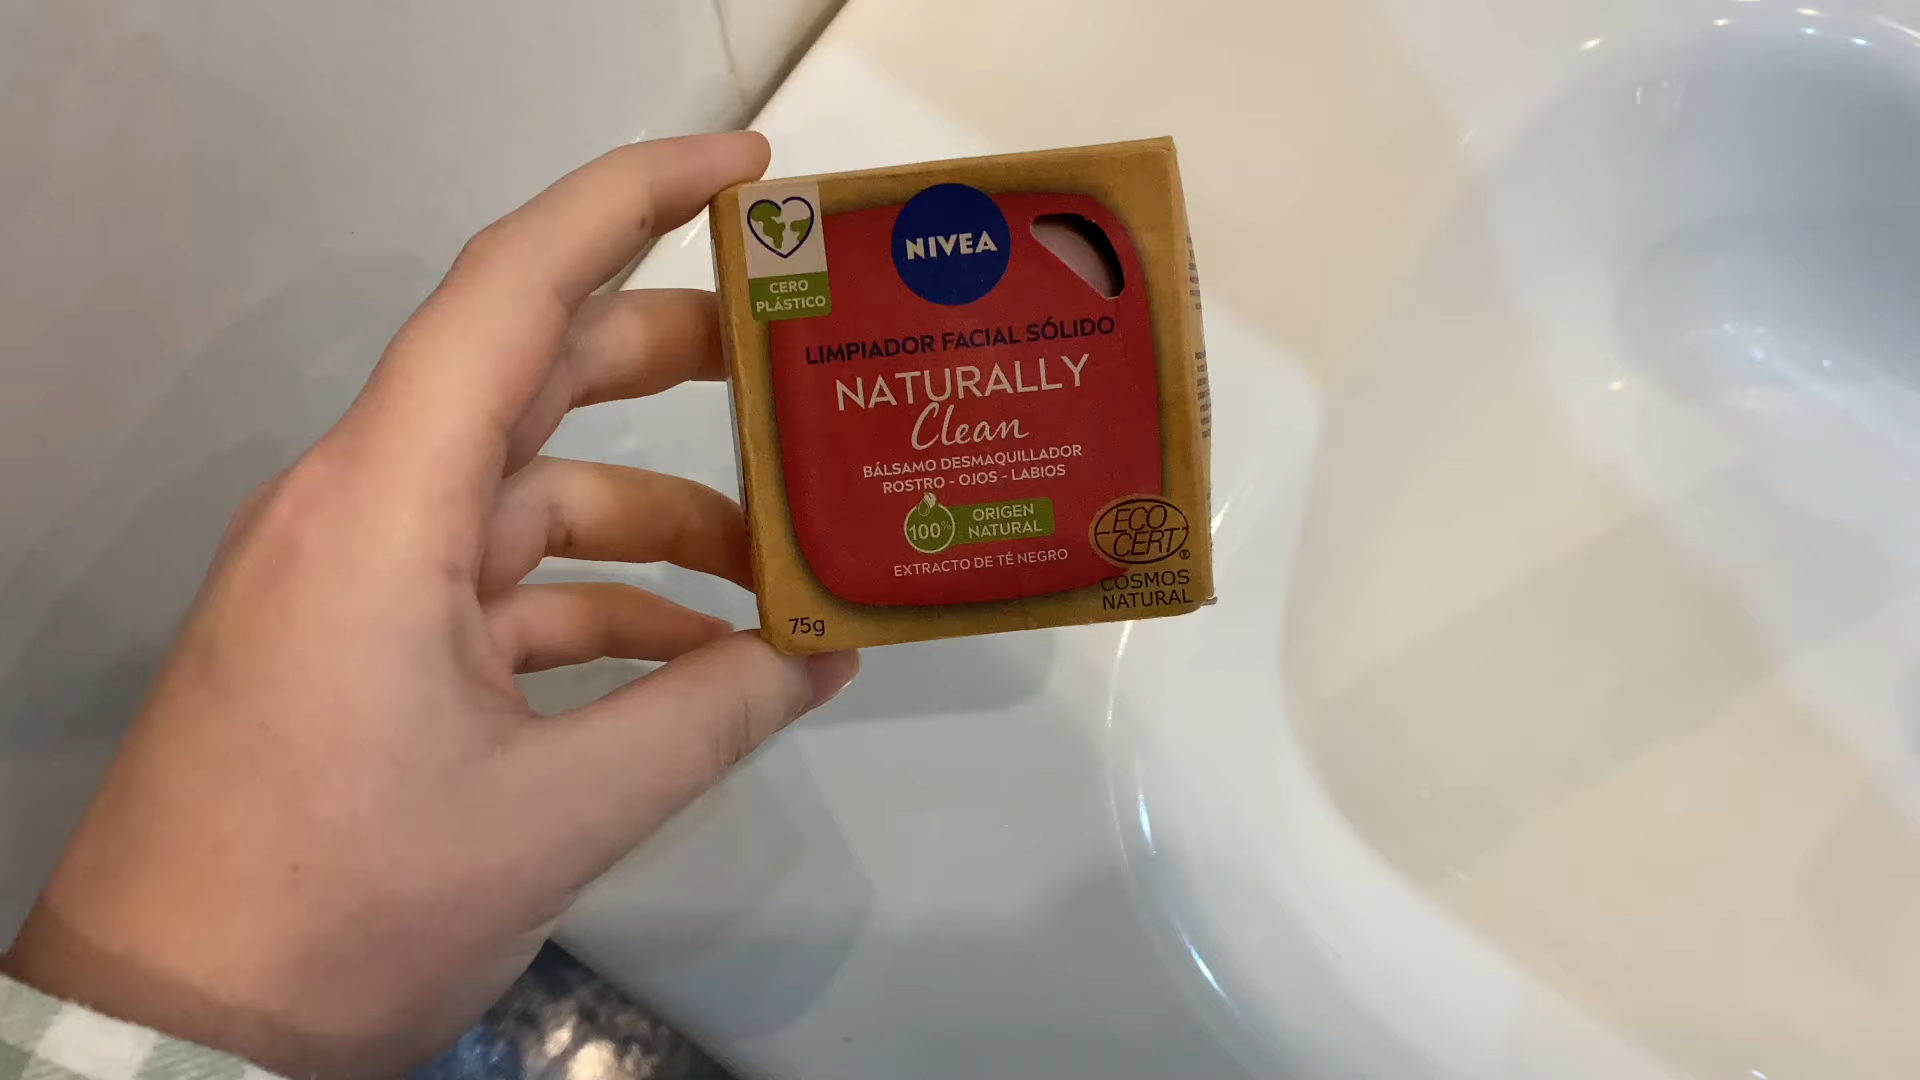 CERO
PLÁSTICO
NIVEA
LIMPIADOR FACIAL SÓLIDO
NATURALLY
Clean
BÁLSAMO DESMAQUILLADOR
ROSTRO - OJOS - LABIOS
100%
ORIGEN
NATURAL
EXTRACTO DE TÉ NEGRO
ECO
CERT®
COSMOS
NATURAL
75g